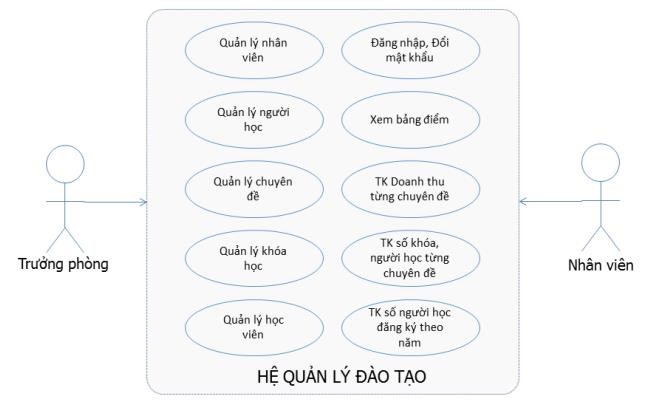 Quản lý nhân
viên
Đăng nhập, Đổi
mật khẩu
Quản lý người
học
Xem bảng điểm
Quản lý chuyên
đề
TK Doanh thu
từng chuyên đề
Quản lý khóa
học
TK số khóa,
người học từng
chuyên đề
Quản lý học
viên
TK số người học
đăng ký theo
năm
Trưởng phòng
Nhân viên
HỆ QUẢN LÝ ĐÀO TẠO